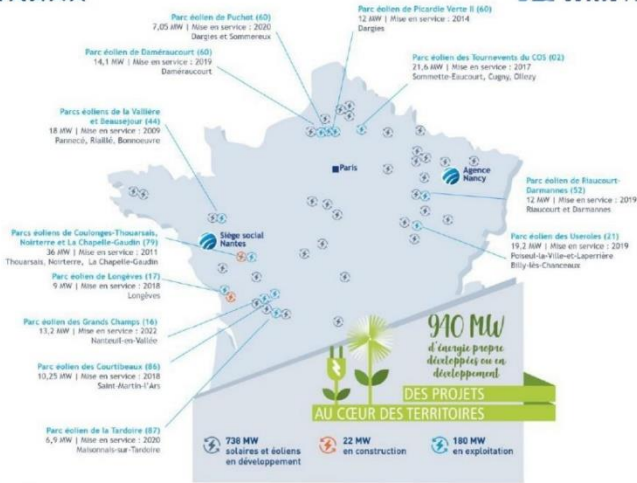 Parc éolien de Puchot (60)
7,05 MW | Mise en service : 2020
Dargies et Sommereux
Parc éolien de Picardie Verte II (60)
12 MW | Mise en service : 2014
Dargies
Parc éolien de Daméraucourt (60)
14,1 MW | Mise en service : 2019
Daméraucourt
Parc éolien des Tournevents du COS (02)
21,6 MW | Mise en service : 2017
Sommette-Eaucourt, Cugny, Ollezy
Parcs éoliens de la Vallière
et Beauséjour (44)
18 MW | Mise en service : 2009
Pannecé, Riaillé, Bonnoeuvre
Paris
Agence
Nancy
Parc éolien de Riaucourt-
Darmannes (52)
12 MW | Mise en service : 2019
Riaucourt et Darmannes
Siège social
Nantes
Parcs éoliens de Coulonges-Thouarsais,
Noirterre et La Chapelle-Gaudin (79)
36 MW | Mise en service : 2011
Thouarsais, Noirterre, La Chapelle-Gaudin
Parc éolien des Useroles (21)
19,2 MW | Mise en service : 2019
Poiseul-la-Ville-et-Laperrière
Billy-lès-Chanceaux
Parc éolien de Longèves (17)
9 MW | Mise en service : 2018
Longèves
Parc éolien des Grands Champs (16)
13,2 MW | Mise en service : 2022
Nanteuil-en-Vallée
Parc éolien des Courtibeaux (86)
10,25 MW | Mise en service : 2018
Saint-Martin-l'Ars
Parc éolien de la Tardoire (87)
6,9 MW | Mise en service : 2020
Maisonnais-sur-Tardoire
910 MW
d'énergie propre
développées ou en
développement
DES PROJETS
AU CŒUR DES TERRITOIRES
738 MW
solaires et éoliens
en développement
22 MW
en construction
180 MW
en exploitation